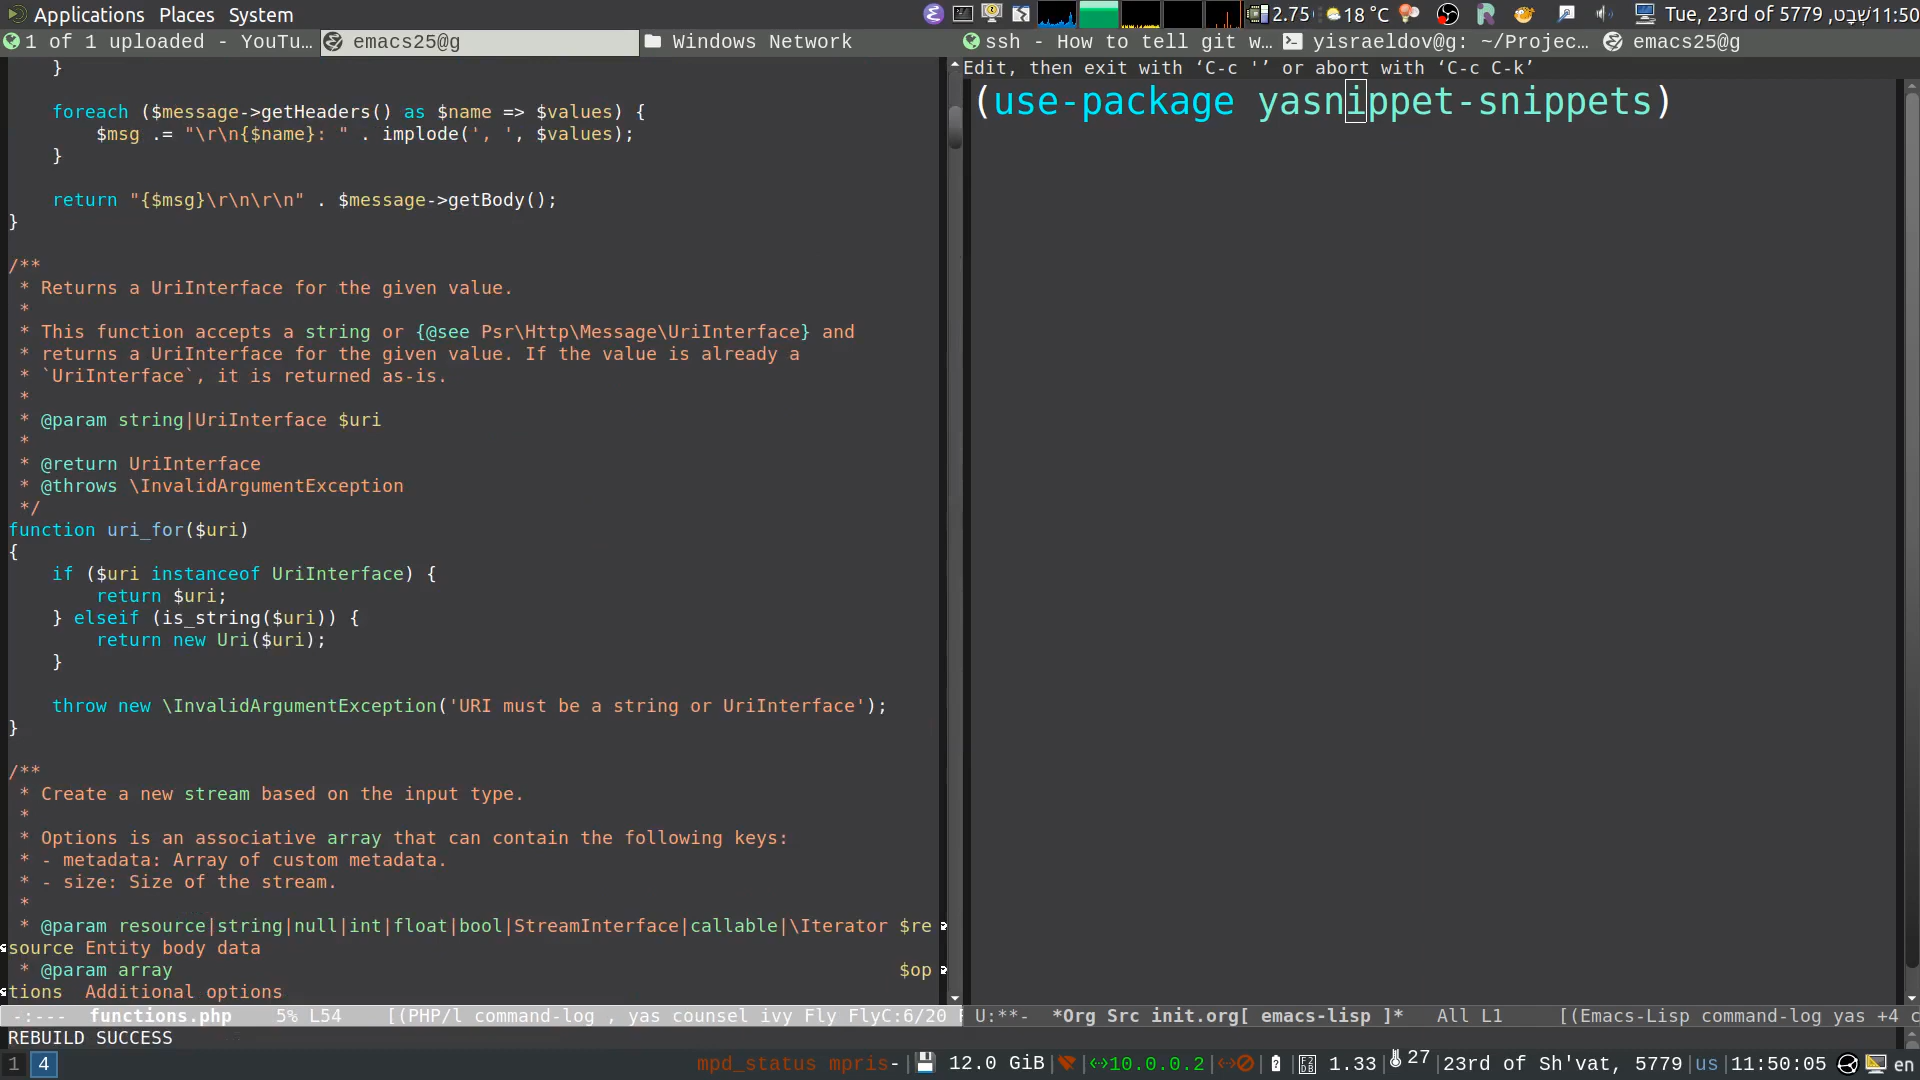 Applications Places System
2.75 18 °C Tue, 23rd of שְׁבָט, 5779 11:50
1 of 1 uploaded - YouTu...
emacs25@g
Windows Network
ssh - How to tell git w...
yisraeldov@g: ~/Projec...
emacs25@g
    }

    foreach ($message->getHeaders() as $name => $values) {
        $msg .= "\r\n{$name}: " . implode(', ', $values);
    }

    return "{$msg}\r\n\r\n" . $message->getBody();
}

/**
 * Returns a UriInterface for the given value.
 *
 * This function accepts a string or {@see Psr\Http\Message\UriInterface} and
 * returns a UriInterface for the given value. If the value is already a
 * `UriInterface`, it is returned as-is.
 *
 * @param string|UriInterface $uri
 *
 * @return UriInterface
 * @throws \InvalidArgumentException
 */
function uri_for($uri)
{
    if ($uri instanceof UriInterface) {
        return $uri;
    } elseif (is_string($uri)) {
        return new Uri($uri);
    }

    throw new \InvalidArgumentException('URI must be a string or UriInterface');
}

/**
 * Create a new stream based on the input type.
 *
 * Options is an associative array that can contain the following keys:
 * - metadata: Array of custom metadata.
 * - size: Size of the stream.
 *
 * @param resource|string|null|int|float|bool|StreamInterface|callable|\Iterator $re
source Entity body data
 * @param array                                                                  $op
tions  Additional options
-:--- functions.php 5% L54 [(PHP/l command-log , yas counsel ivy Fly FlyC:6/20
Edit, then exit with ‘C-c '’ or abort with ‘C-c C-k’
(use-package yasnippet-snippets)
U:**- *Org Src init.org[ emacs-lisp ]* All L1 [(Emacs-Lisp command-log yas +4 c
REBUILD SUCCESS
1 4
mpd_status mpris- 12.0 GiB 10.0.0.2 1.33 27 23rd of Sh'vat, 5779 us 11:50:05 en